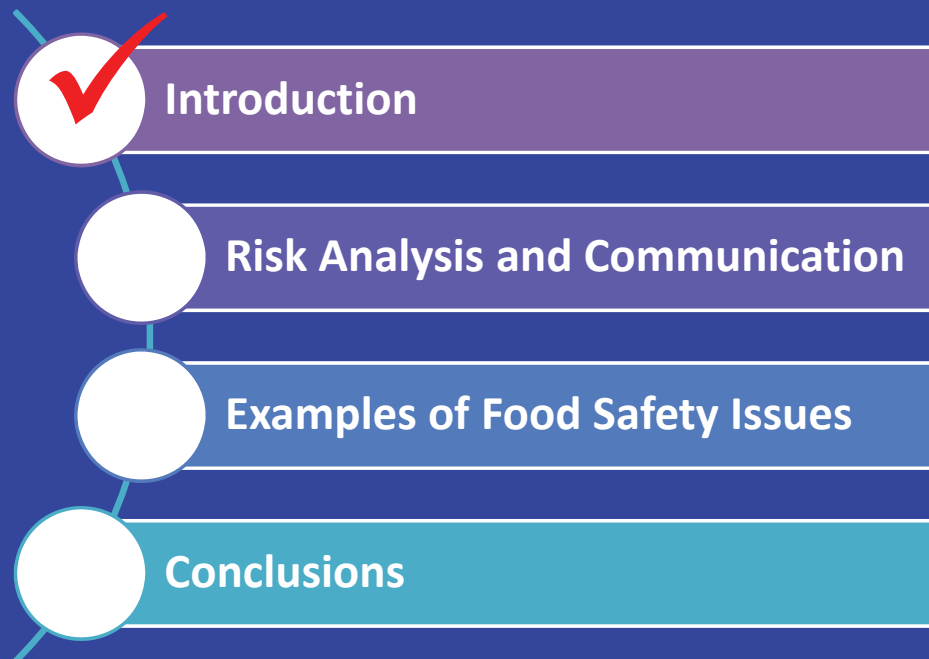 Introduction
Risk Analysis and Communication
Examples of Food Safety Issues
Conclusions